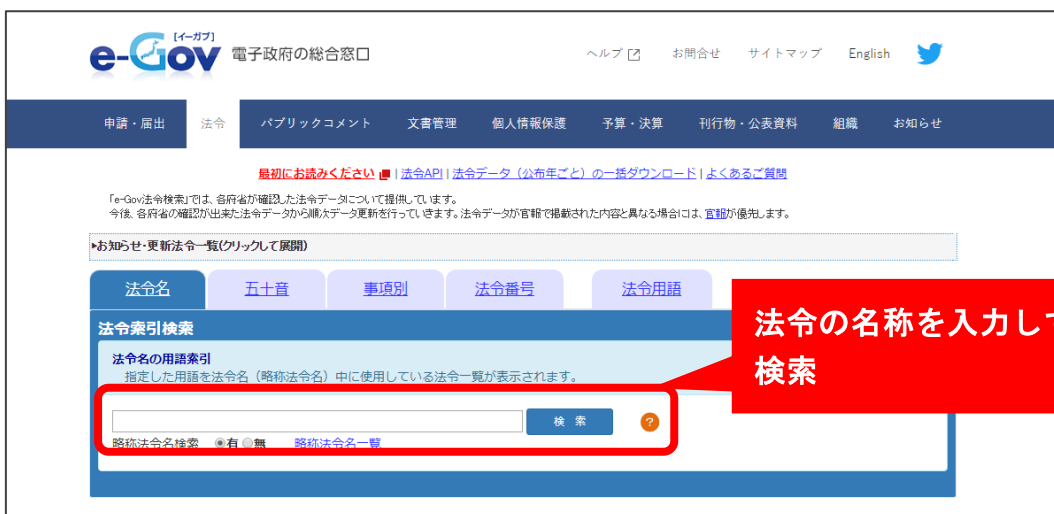 [イーガブ]
e-Gov 電子政府の総合窓口
ヘルプ お問合せ サイトマップ English
申請・届出 法令 パブリックコメント 文書管理 個人情報保護 予算・決算 刊行物・公表資料 組織 お知らせ
最初にお読みください | 法令API | 法令データ（公布年ごと）の一括ダウンロード | よくあるご質問
「e-Gov法令検索」では、各府省が確認した法令データについて提供しています。
今後、各府省の確認が出来た法令データから順次データ更新を行っていきます。法令データが官報で掲載された内容と異なる場合には、官報が優先します。
▸お知らせ・更新法令一覧(クリックして展開)
法令名 五十音 事項別 法令番号 法令用語
法令索引検索
法令名の用語索引
指定した用語を法令名（略称法令名）中に使用している法令一覧が表示されます。
検 索 ?
略称法令名検索 有 無 略称法令名一覧
法令の名称を入力して
検索